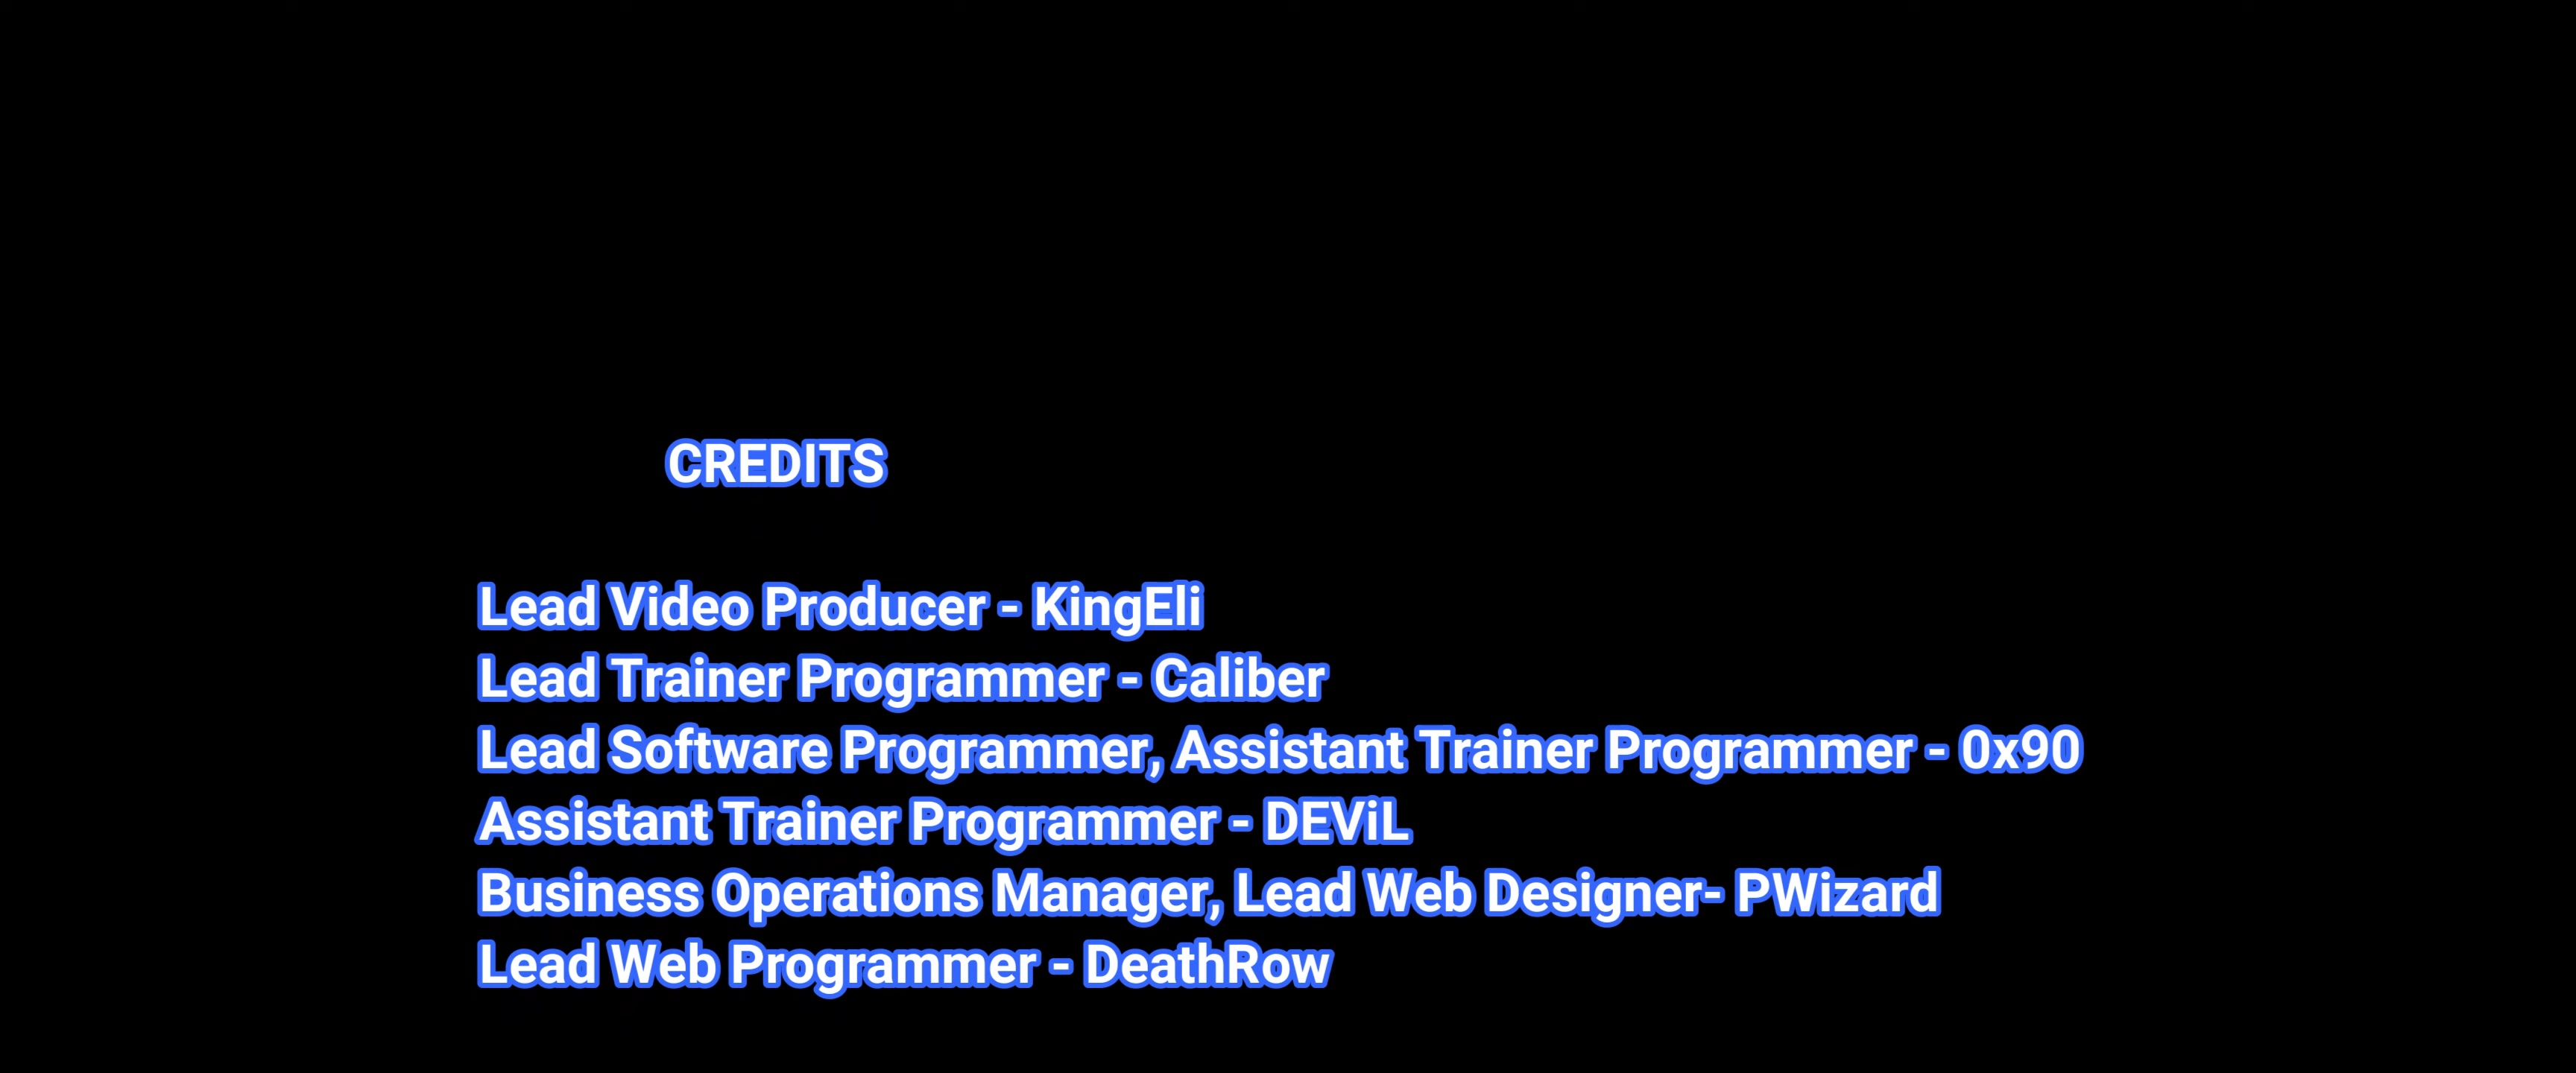 CREDITS
Lead Video Producer - KingEli
Lead Trainer Programmer - Caliber
Lead Software Programmer, Assistant Trainer Programmer - 0x90
Assistant Trainer Programmer - DEViL
Business Operations Manager, Lead Web Designer- PWizard
Lead Web Programmer - DeathRow